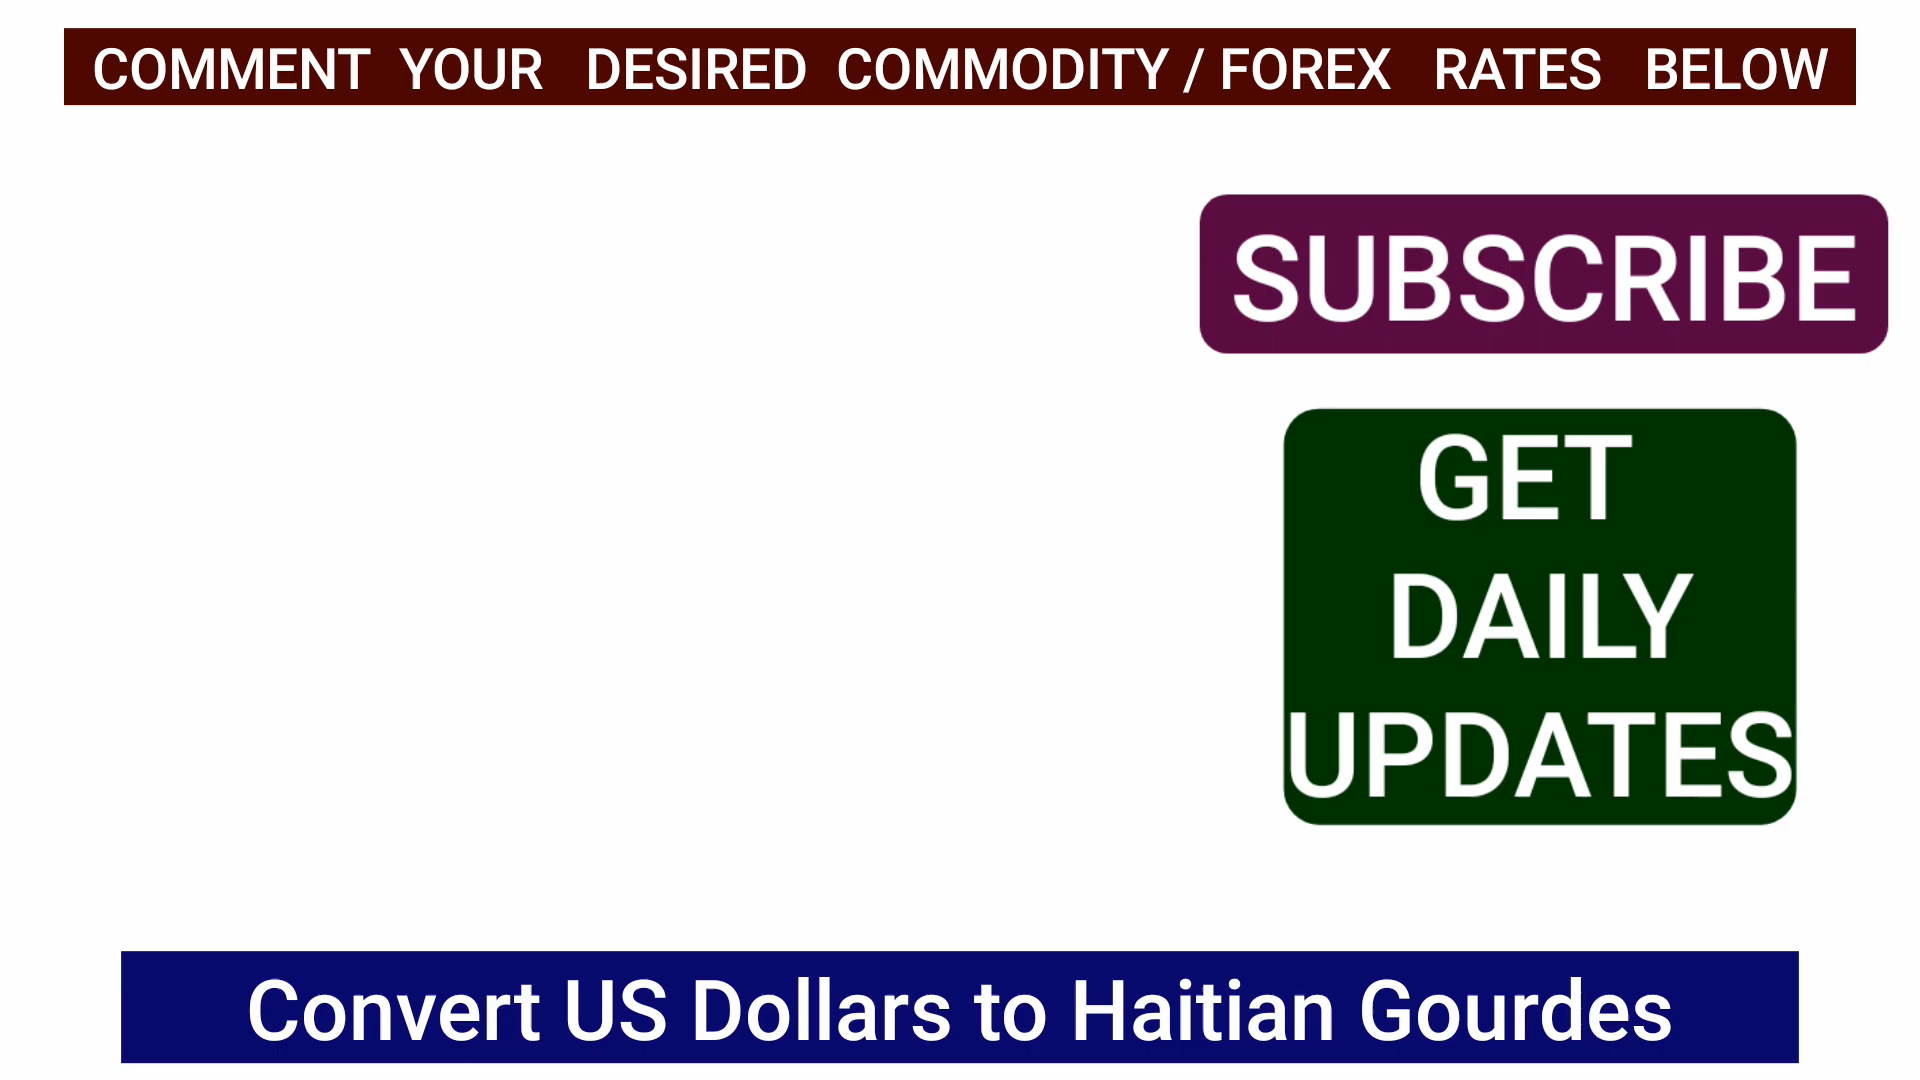 COMMENT YOUR DESIRED COMMODITY / FOREX RATES BELOW
SUBSCRIBE
GET
DAILY
UPDATES
Convert US Dollars to Haitian Gourdes